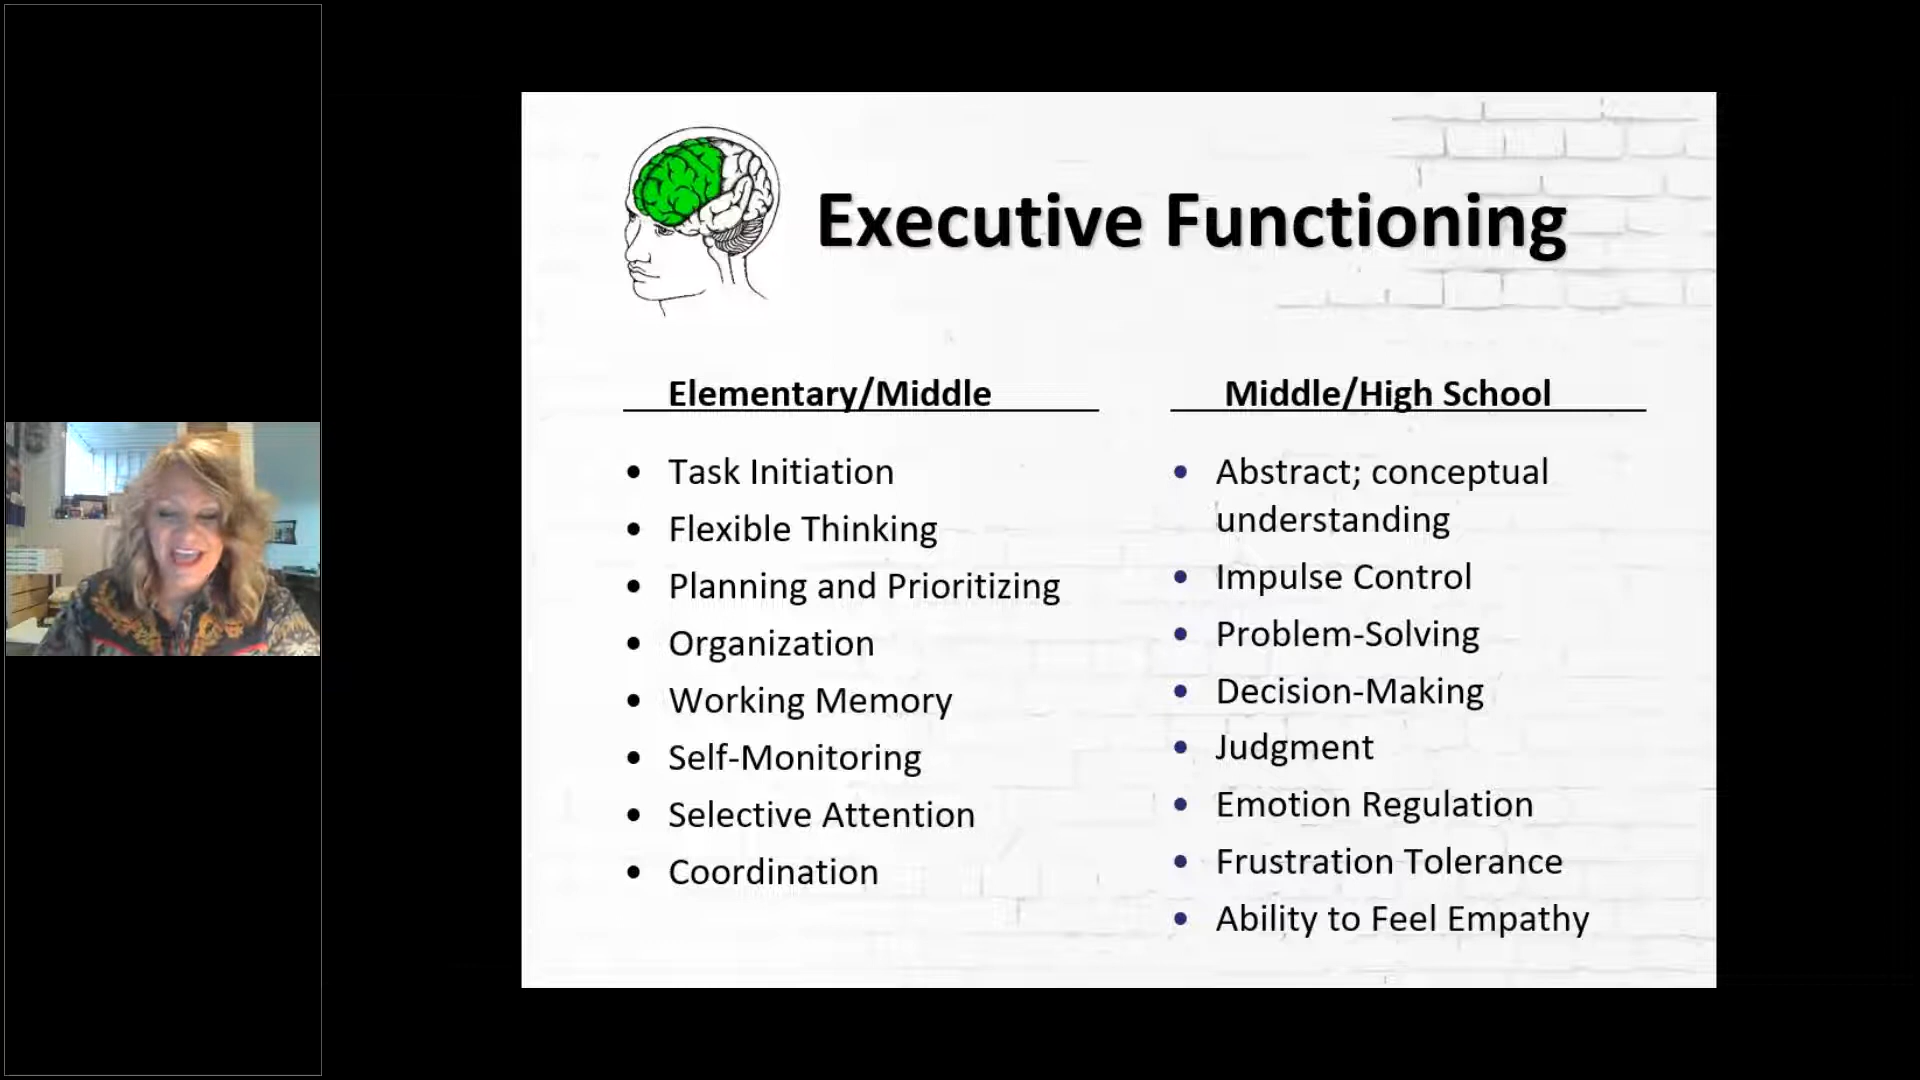 Executive Functioning
Elementary/Middle
• Task Initiation
• Flexible Thinking
• Planning and Prioritizing
• Organization
• Working Memory
• Self-Monitoring
• Selective Attention
• Coordination
Middle/High School
• Abstract; conceptual
understanding
• Impulse Control
• Problem-Solving
• Decision-Making
• Judgment
• Emotion Regulation
• Frustration Tolerance
• Ability to Feel Empathy